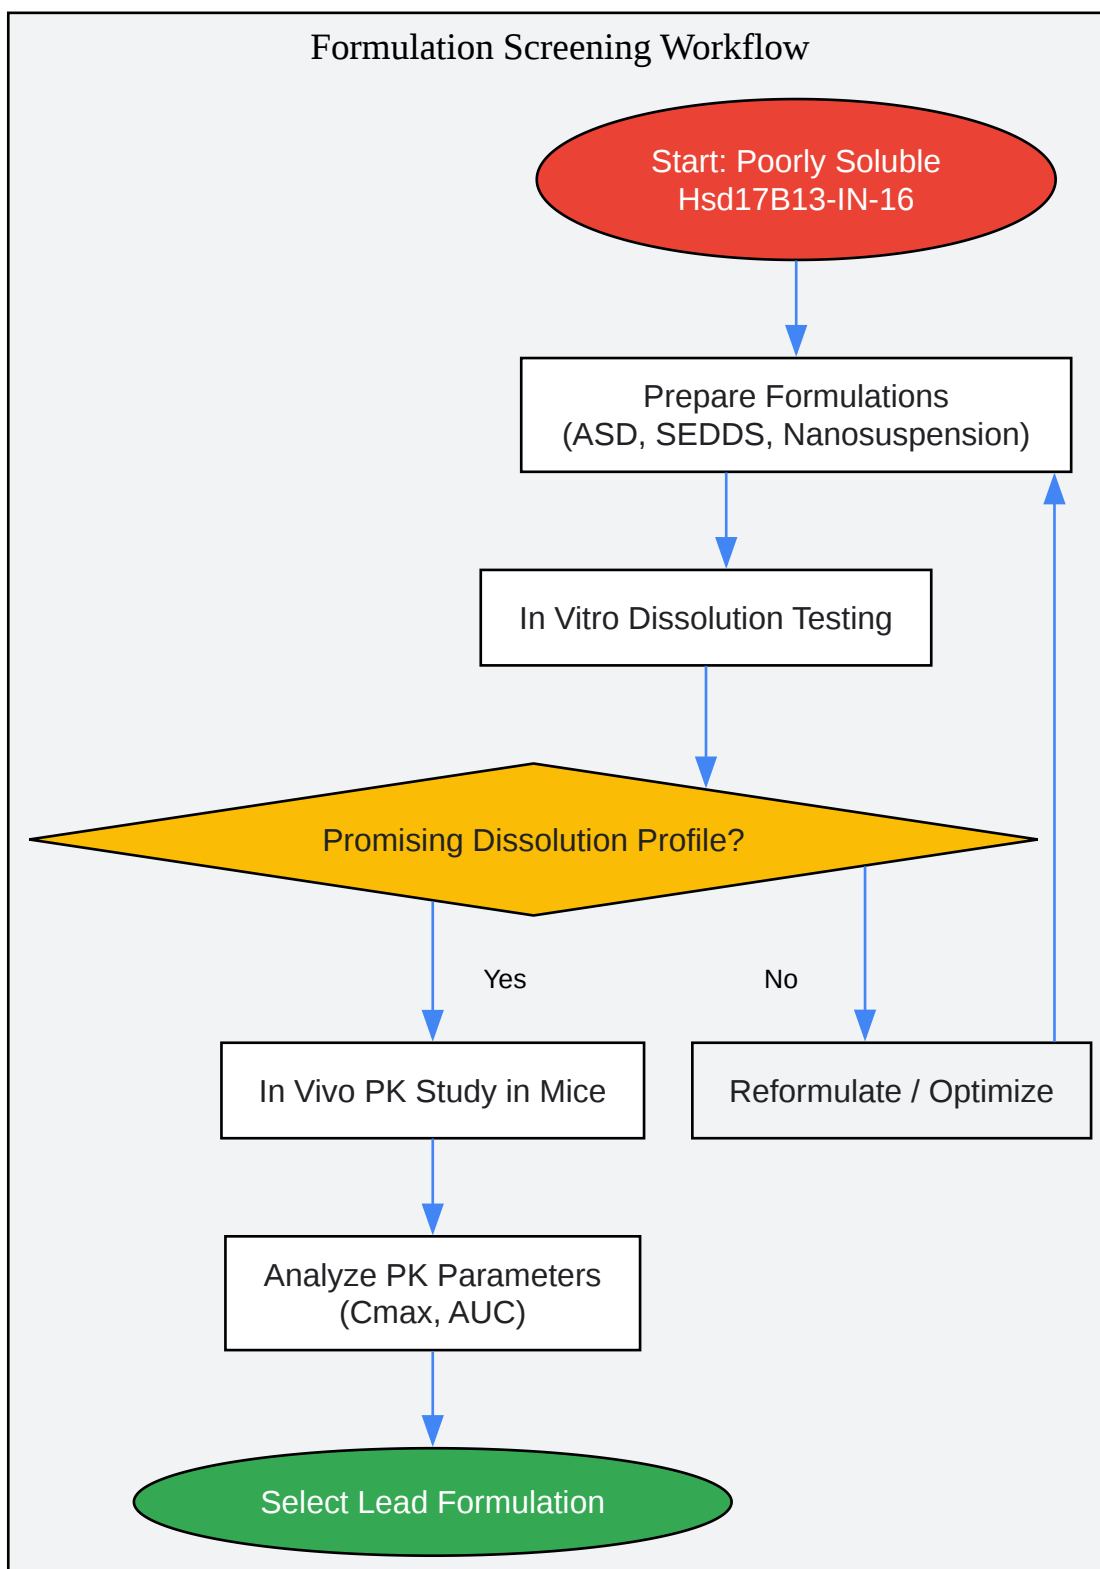 Formulation Screening Workflow
Start: Poorly Soluble
Hsd17B13-IN-16
Prepare Formulations
(ASD, SEDDS, Nanosuspension)
In Vitro Dissolution Testing
Promising Dissolution Profile?
Yes
No
In Vivo PK Study in Mice
Reformulate / Optimize
Analyze PK Parameters
(Cmax, AUC)
Select Lead Formulation